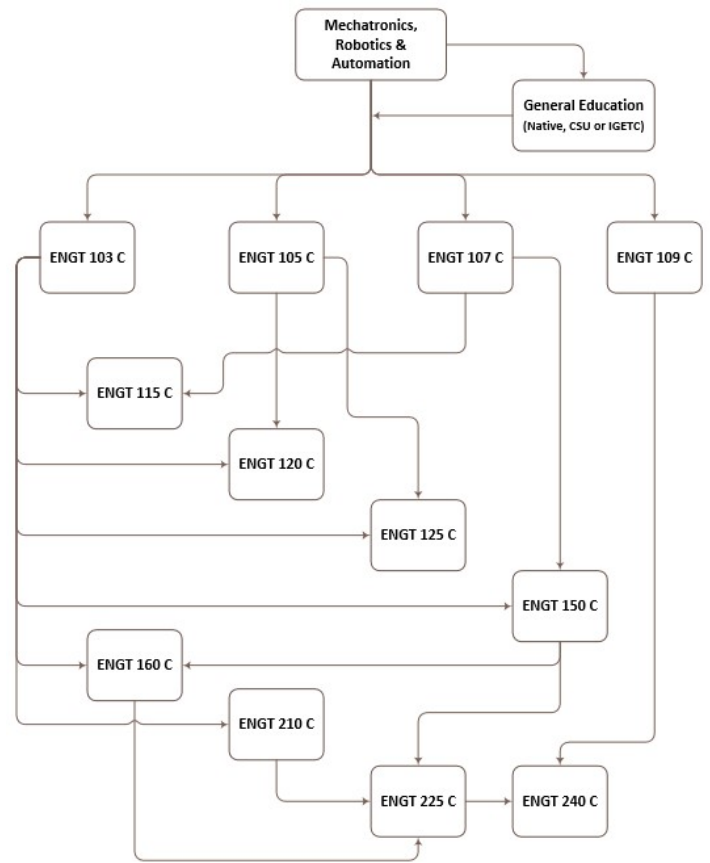 Mechatronics,
Robotics &
Automation
General Education
(Native, CSU or IGETC)
ENGT 103 C
ENGT 105 C
ENGT 107 C
ENGT 109 C
ENGT 115 C
ENGT 120 C
ENGT 125 C
ENGT 150 C
ENGT 160 C
ENGT 210 C
ENGT 225 C
ENGT 240 C